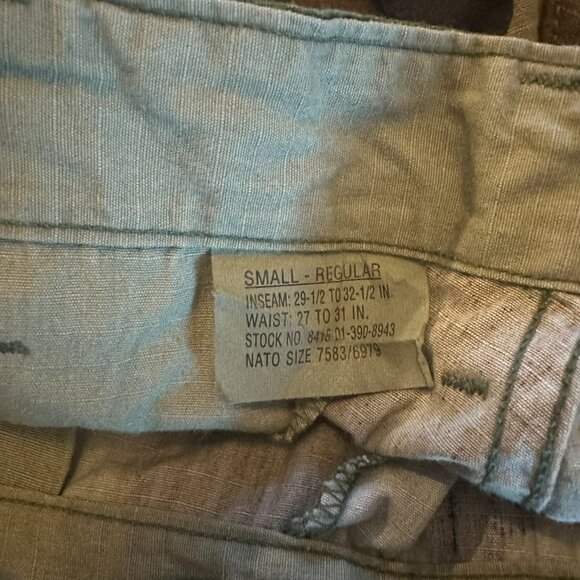 SMALL - REGULAR
INSEAM: 29-1/2 TO 32-1/2 IN.
WAIST: 27 TO 31 IN.
STOCK NO 8415 01-390-8943
NATO SIZE 7583/6979